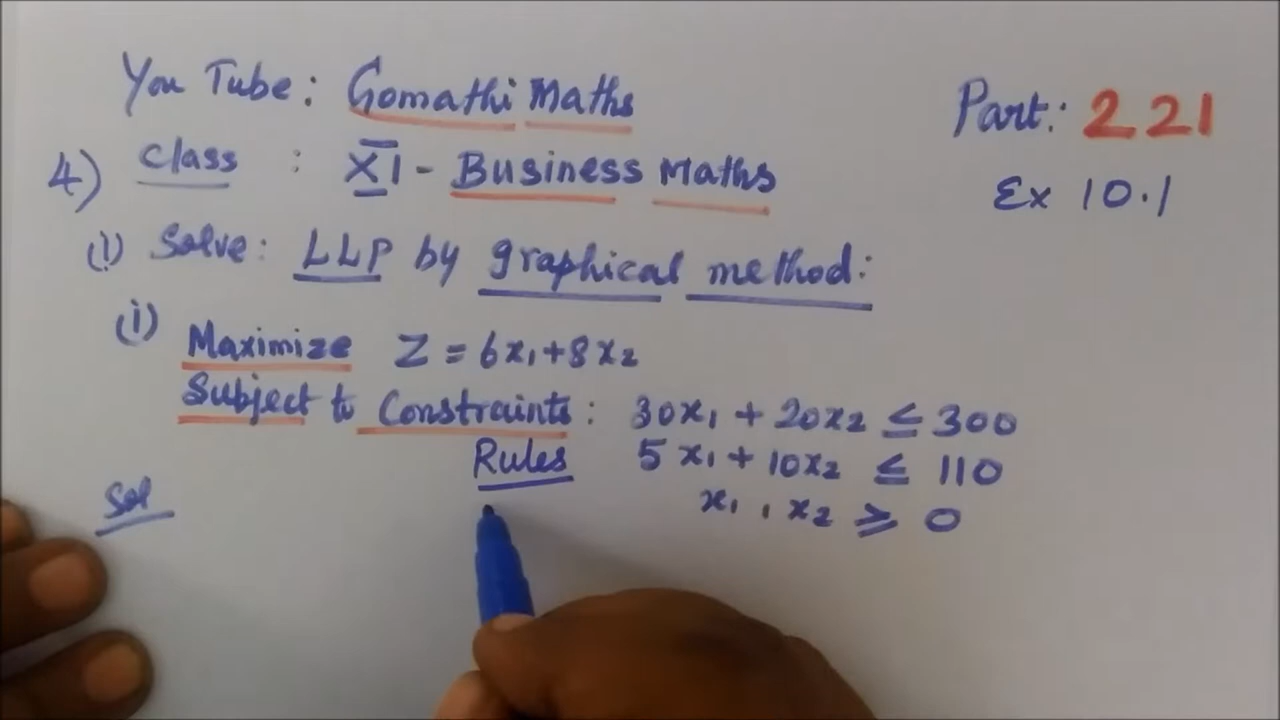 You Tube: Gomathi Maths
Part: 221
4) Class : XI - Business Maths
Ex 10.1
(1) Solve: LLP by graphical method:
(i) Maximize Z = 6x₁+8x₂
Subject to Constraints: 30x₁ + 20x₂ ≤ 300
Rules 5x₁ + 10x₂ ≤ 110
Sol x₁, x₂ ≥ 0